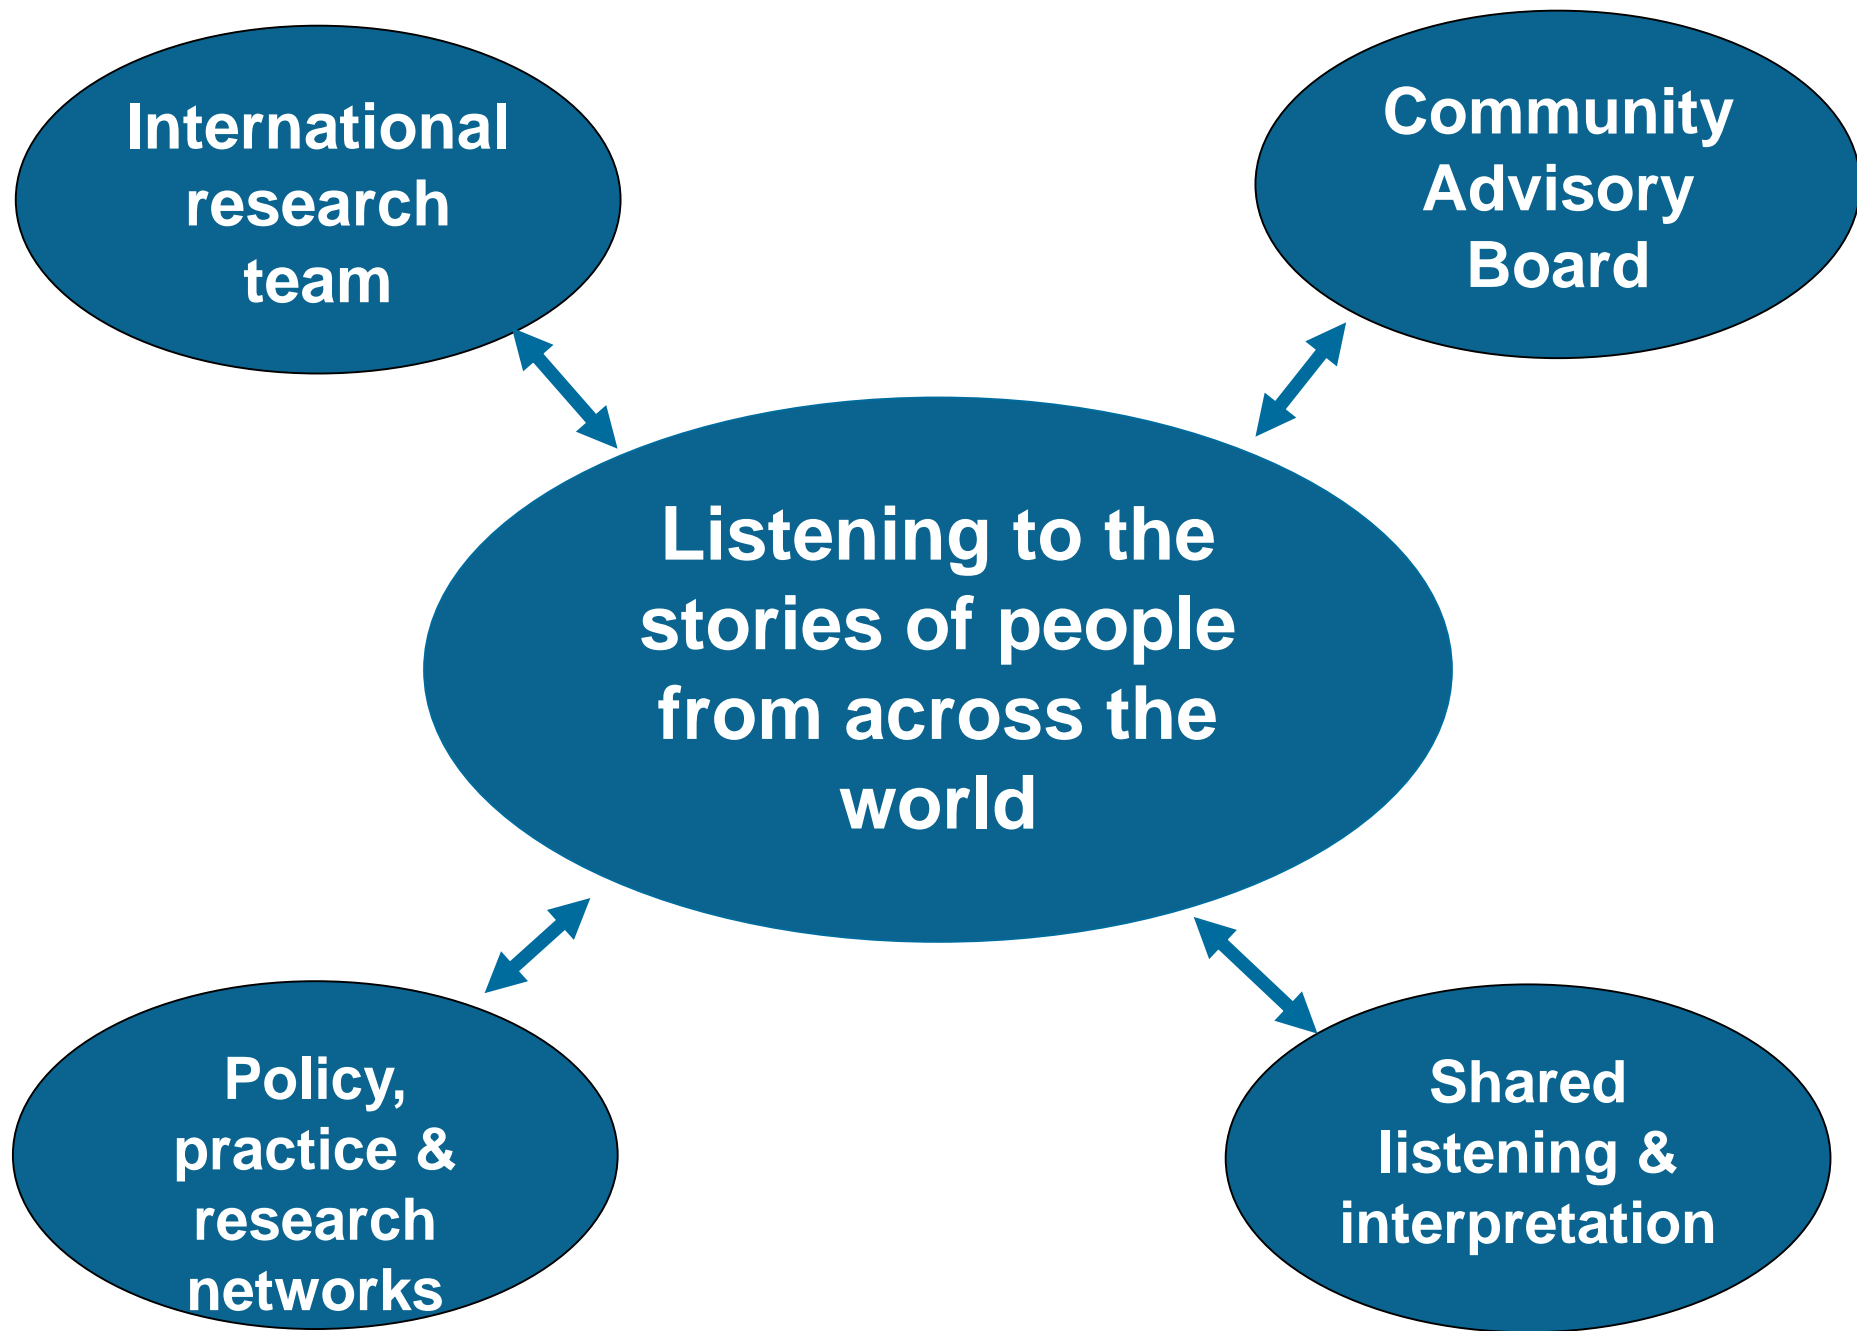 International
research
team
Community
Advisory
Board
Listening to the
stories of people
from across the
world
Policy,
practice &
research
networks
Shared
listening &
interpretation